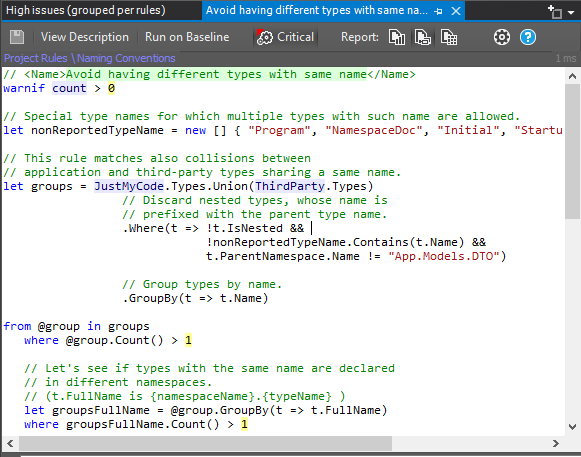 High issues (grouped per rules)
Avoid having different types with same na...
View Description
Run on Baseline
Critical
Report:
Project Rules \ Naming Conventions
1 ms
// <Name>Avoid having different types with same name</Name>
warnif count > 0
// Special type names for which multiple types with such name are allowed.
let nonReportedTypeName = new [] { "Program", "NamespaceDoc", "Initial", "Startu
// This rule matches also collisions between
// application and third-party types sharing a same name.
let groups = JustMyCode.Types.Union(ThirdParty.Types)
// Discard nested types, whose name is
// prefixed with the parent type name.
.Where(t => !t.IsNested &&
!nonReportedTypeName.Contains(t.Name) &&
t.ParentNamespace.Name != "App.Models.DTO")
// Group types by name.
.GroupBy(t => t.Name)
from @group in groups
where @group.Count() > 1
// Let's see if types with the same name are declared
// in different namespaces.
// (t.FullName is {namespaceName}.{typeName} )
let groupsFullName = @group.GroupBy(t => t.FullName)
where groupsFullName.Count() > 1